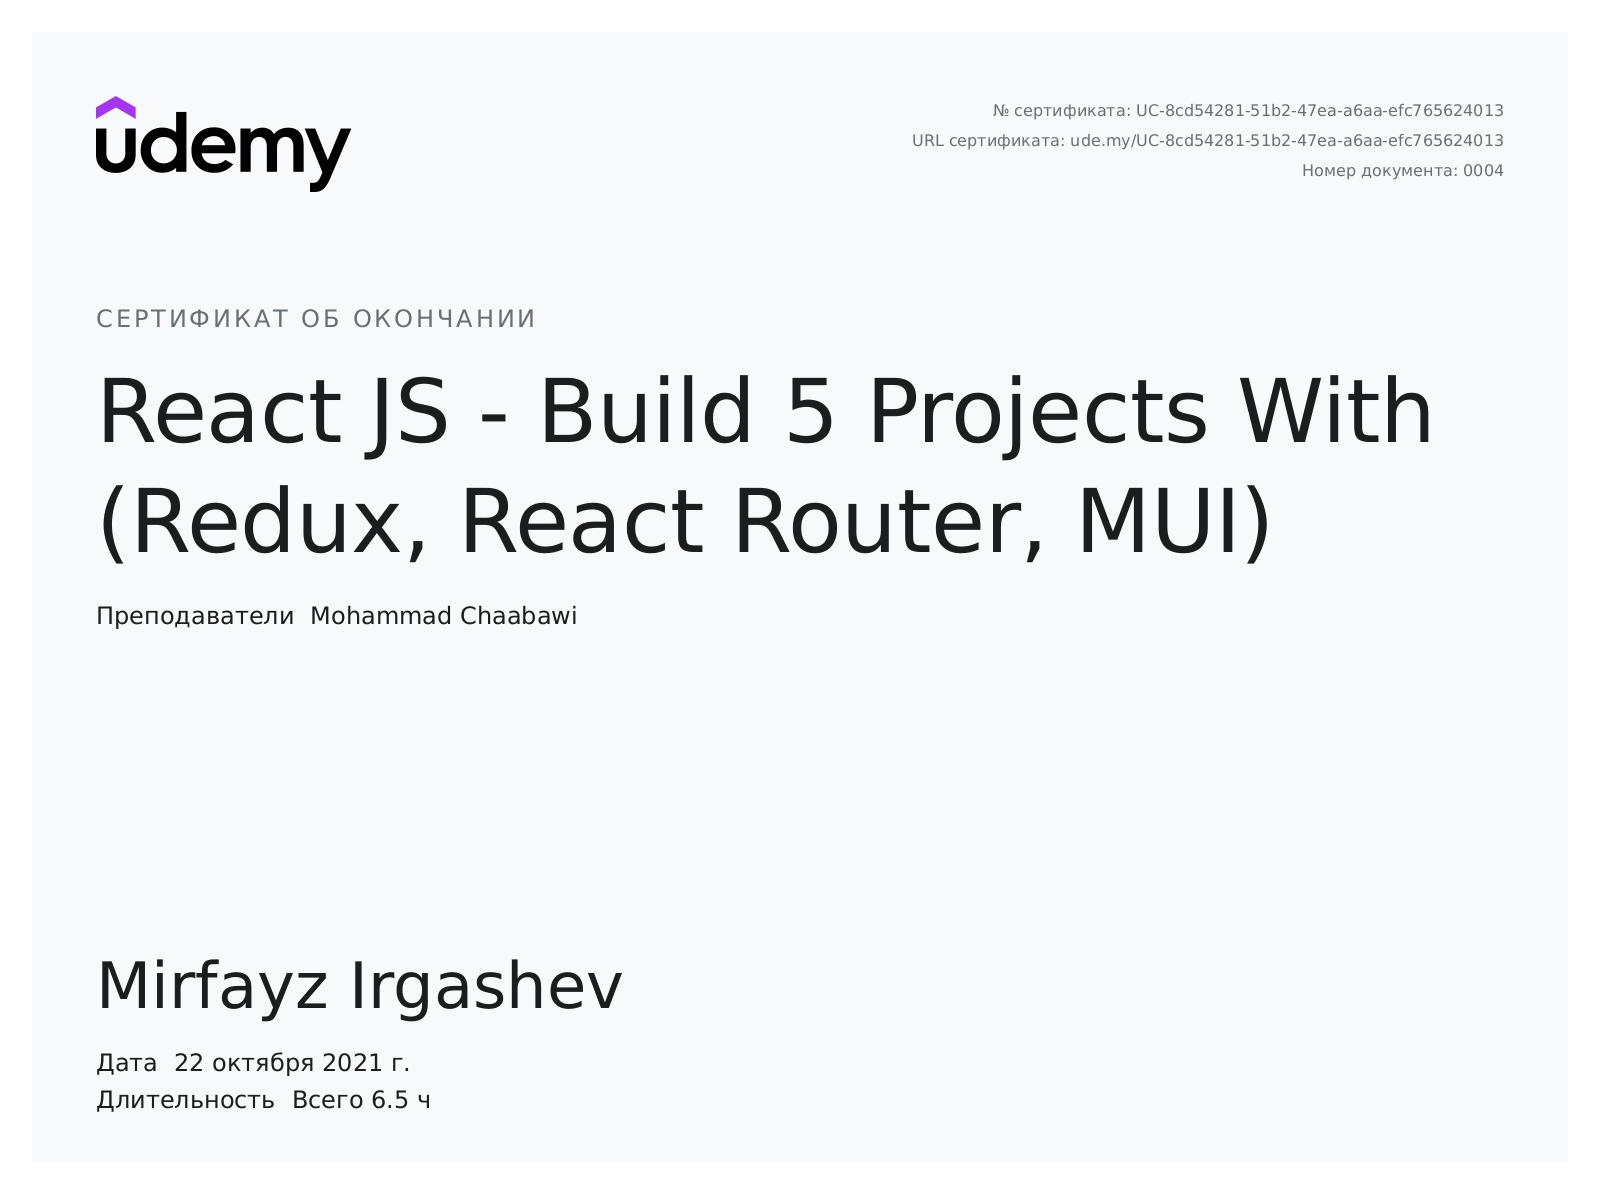 udemy
№ сертификата: UC-8cd54281-51b2-47ea-a6aa-efc765624013
URL сертификата: ude.my/UC-8cd54281-51b2-47ea-a6aa-efc765624013
Номер документа: 0004
СЕРТИФИКАТ ОБ ОКОНЧАНИИ
React JS - Build 5 Projects With
(Redux, React Router, MUI)
Преподаватели Mohammad Chaabawi
Mirfayz Irgashev
Дата 22 октября 2021 г.
Длительность Всего 6.5 ч